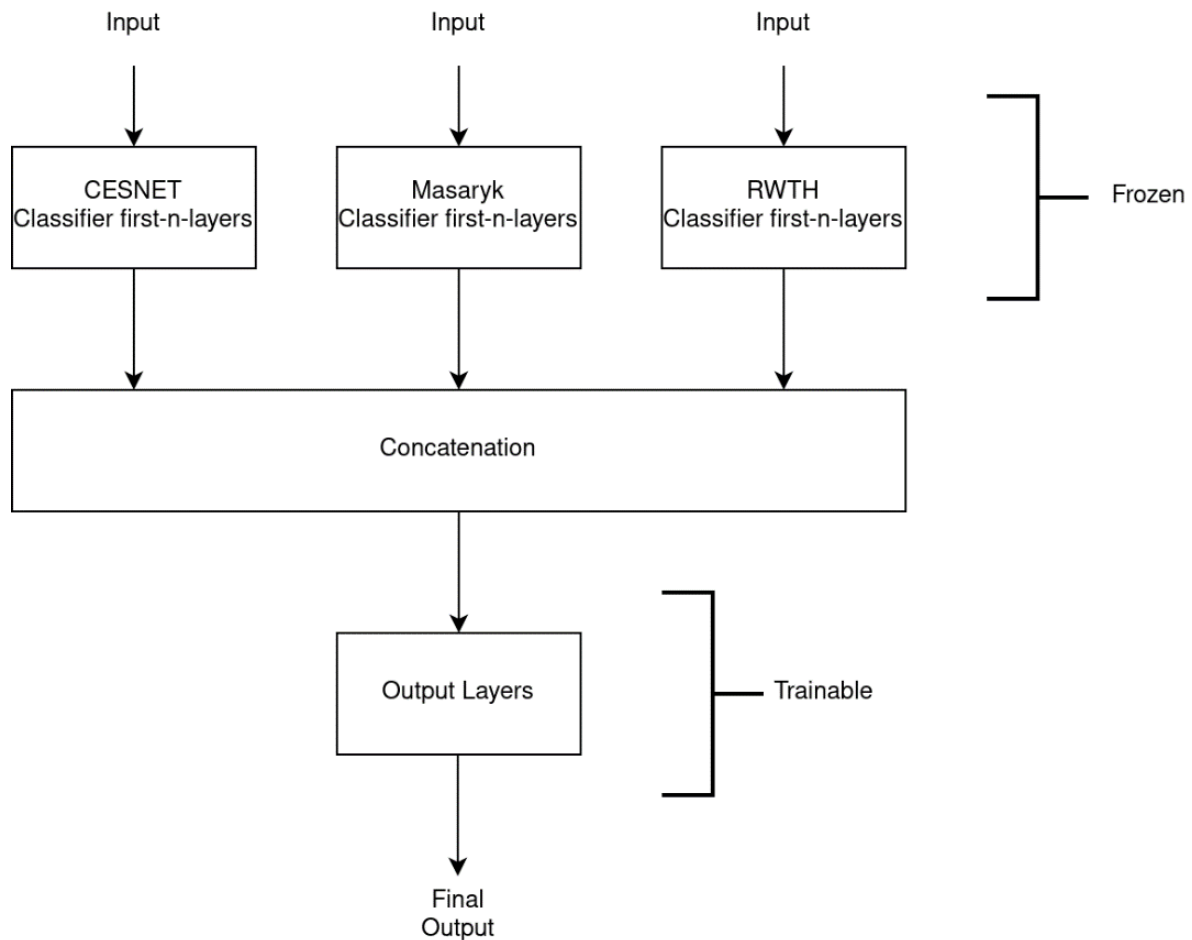 Input
Input
Input
CESNET
Classifier first-n-layers
Masaryk
Classifier first-n-layers
RWTH
Classifier first-n-layers
Frozen
Concatenation
Output Layers
Trainable
Final
Output